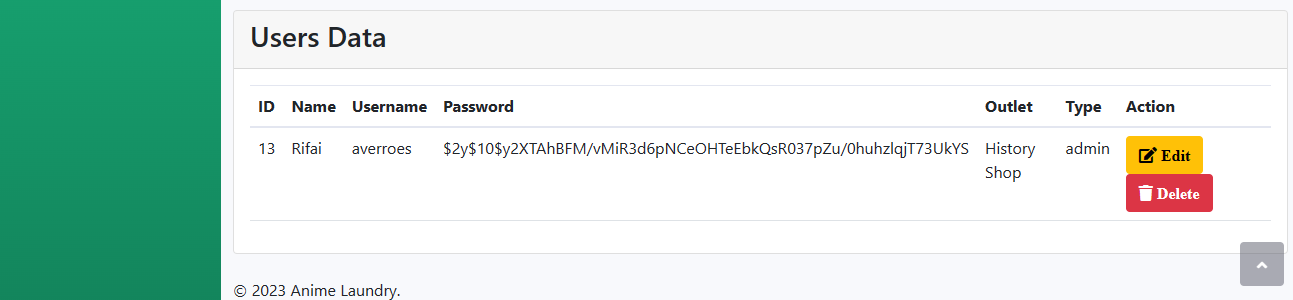 Users Data
ID Name Username Password Outlet Type Action
13 Rifai averroes $2y$10$y2XTAhBFM/vMiR3d6pNCeOHTeEbkQsR037pZu/0huhzlqjT73UkYS History Shop admin Edit
Delete
© 2023 Anime Laundry.